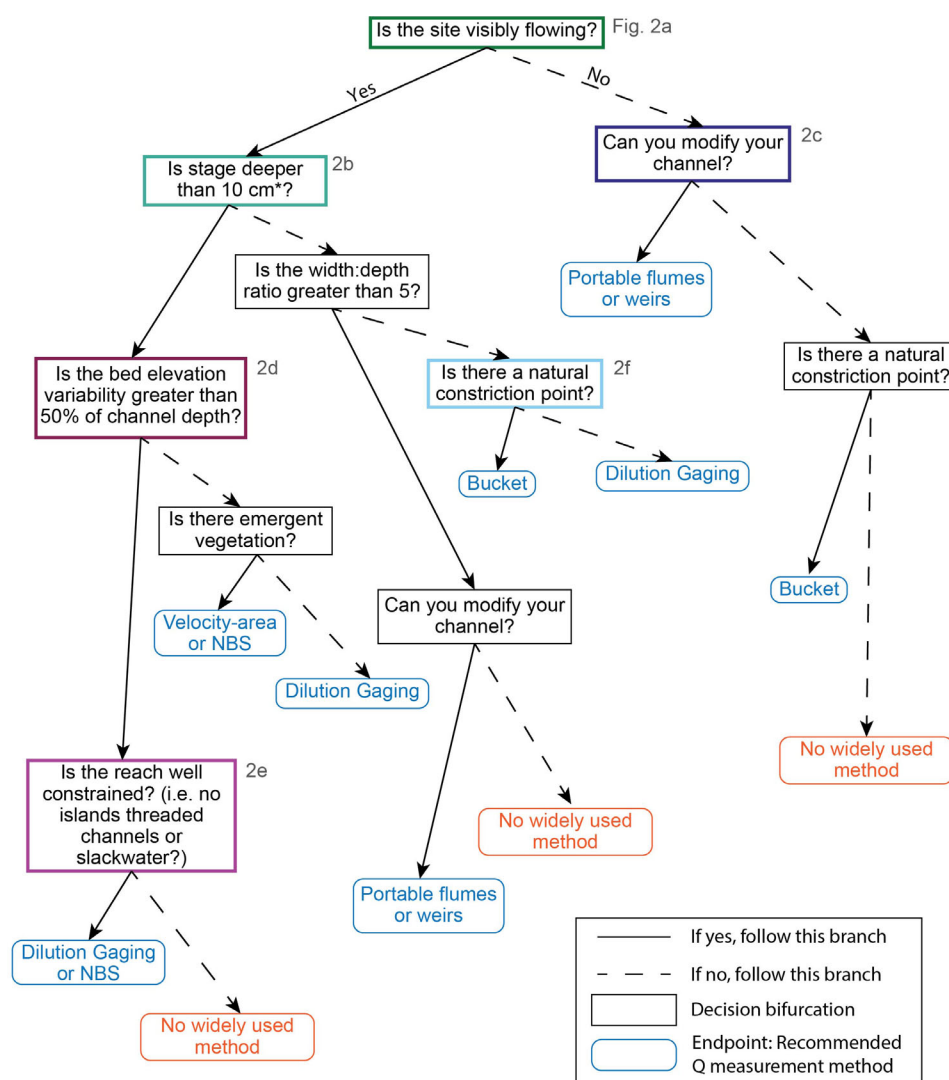 Is the site visibly flowing?
Fig. 2a
Yes
No
2b
Is stage deeper
than 10 cm*?
2c
Can you modify your
channel?
Is the width:depth
ratio greater than 5?
Portable flumes
or weirs
2d
Is the bed elevation
variability greater than
50% of channel depth?
2f
Is there a natural
constriction point?
Is there a natural
constriction point?
Bucket
Dilution Gaging
Is there emergent
vegetation?
Bucket
Velocity-area
or NBS
Can you modify your
channel?
Dilution Gaging
2e
Is the reach well
constrained? (i.e. no
islands threaded
channels or
slackwater?)
No widely used
method
No widely used
method
Portable flumes
or weirs
Dilution Gaging
or NBS
No widely used
method
If yes, follow this branch
If no, follow this branch
Decision bifurcation
Endpoint: Recommended
Q measurement method